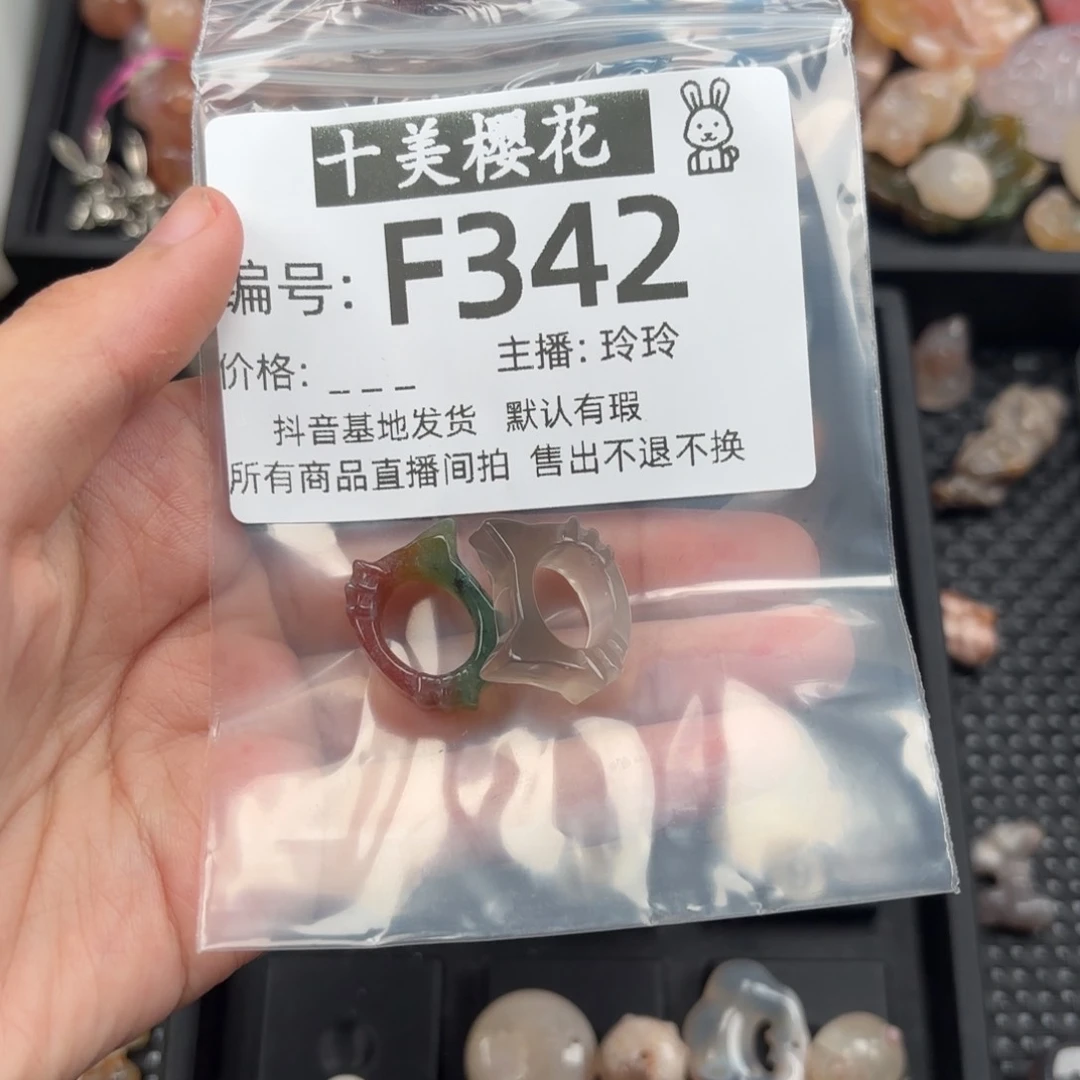 十美樱花
编号: F342
价格: _ _ _ 主播: 玲玲
抖音基地发货 默认有瑕
所有商品直播间拍 售出不退不换